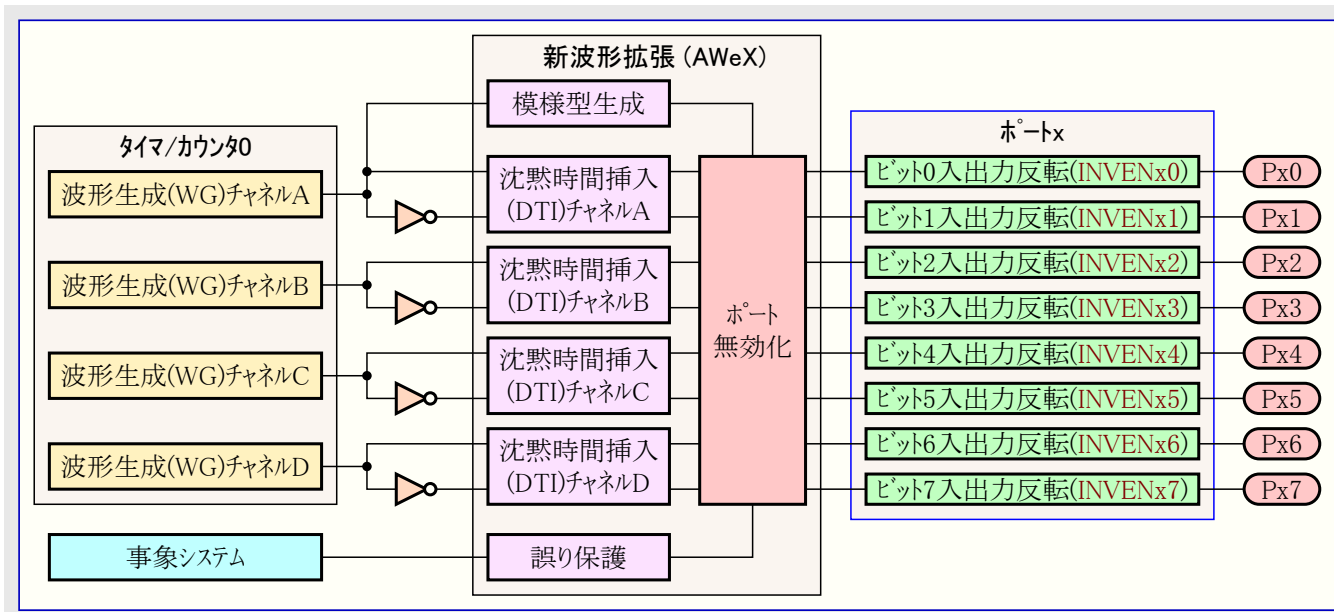 新波形拡張 (AWeX)
模様型生成
タイマ/カウンタ0
波形生成(WG)チャネルA
波形生成(WG)チャネルB
波形生成(WG)チャネルC
波形生成(WG)チャネルD
事象システム
沈黙時間挿入
(DTI)チャネルA
沈黙時間挿入
(DTI)チャネルB
沈黙時間挿入
(DTI)チャネルC
沈黙時間挿入
(DTI)チャネルD
誤り保護
ポート
無効化
ポートx
ビット0入出力反転(INVENx0)
ビット1入出力反転(INVENx1)
ビット2入出力反転(INVENx2)
ビット3入出力反転(INVENx3)
ビット4入出力反転(INVENx4)
ビット5入出力反転(INVENx5)
ビット6入出力反転(INVENx6)
ビット7入出力反転(INVENx7)
Px0
Px1
Px2
Px3
Px4
Px5
Px6
Px7